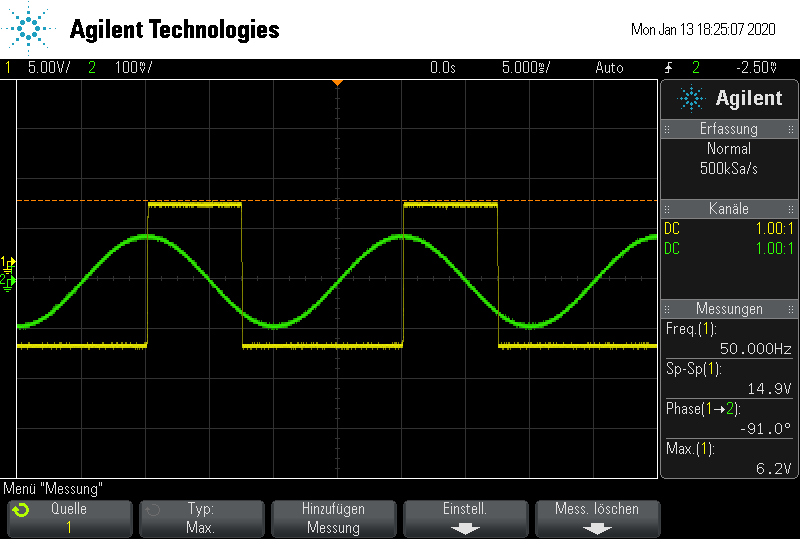 Agilent Technologies
Mon Jan 13 18:25:07 2020
1 5.00V/ 2 100mV/ 0.0s 5.000ms/ Auto 2 -2.50mV
1
2
Agilent
Erfassung
Normal
500kSa/s
Kanäle
DC 1.00:1
DC 1.00:1
Messungen
Freq.(1):
50.000Hz
Sp-Sp(1):
14.9V
Phase(1→2):
-91.0°
Max.(1):
6.2V
Menü "Messung"
Quelle
1
Typ:
Max.
Hinzufügen
Messung
Einstell.
Mess. löschen